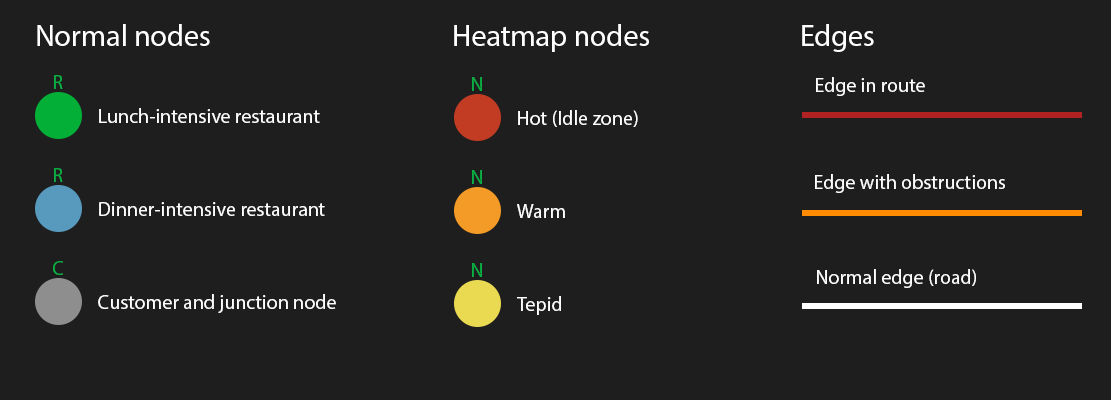 Normal nodes
R
Lunch-intensive restaurant
R
Dinner-intensive restaurant
C
Customer and junction node
Heatmap nodes
N
Hot (Idle zone)
N
Warm
N
Tepid
Edges
Edge in route
Edge with obstructions
Normal edge (road)